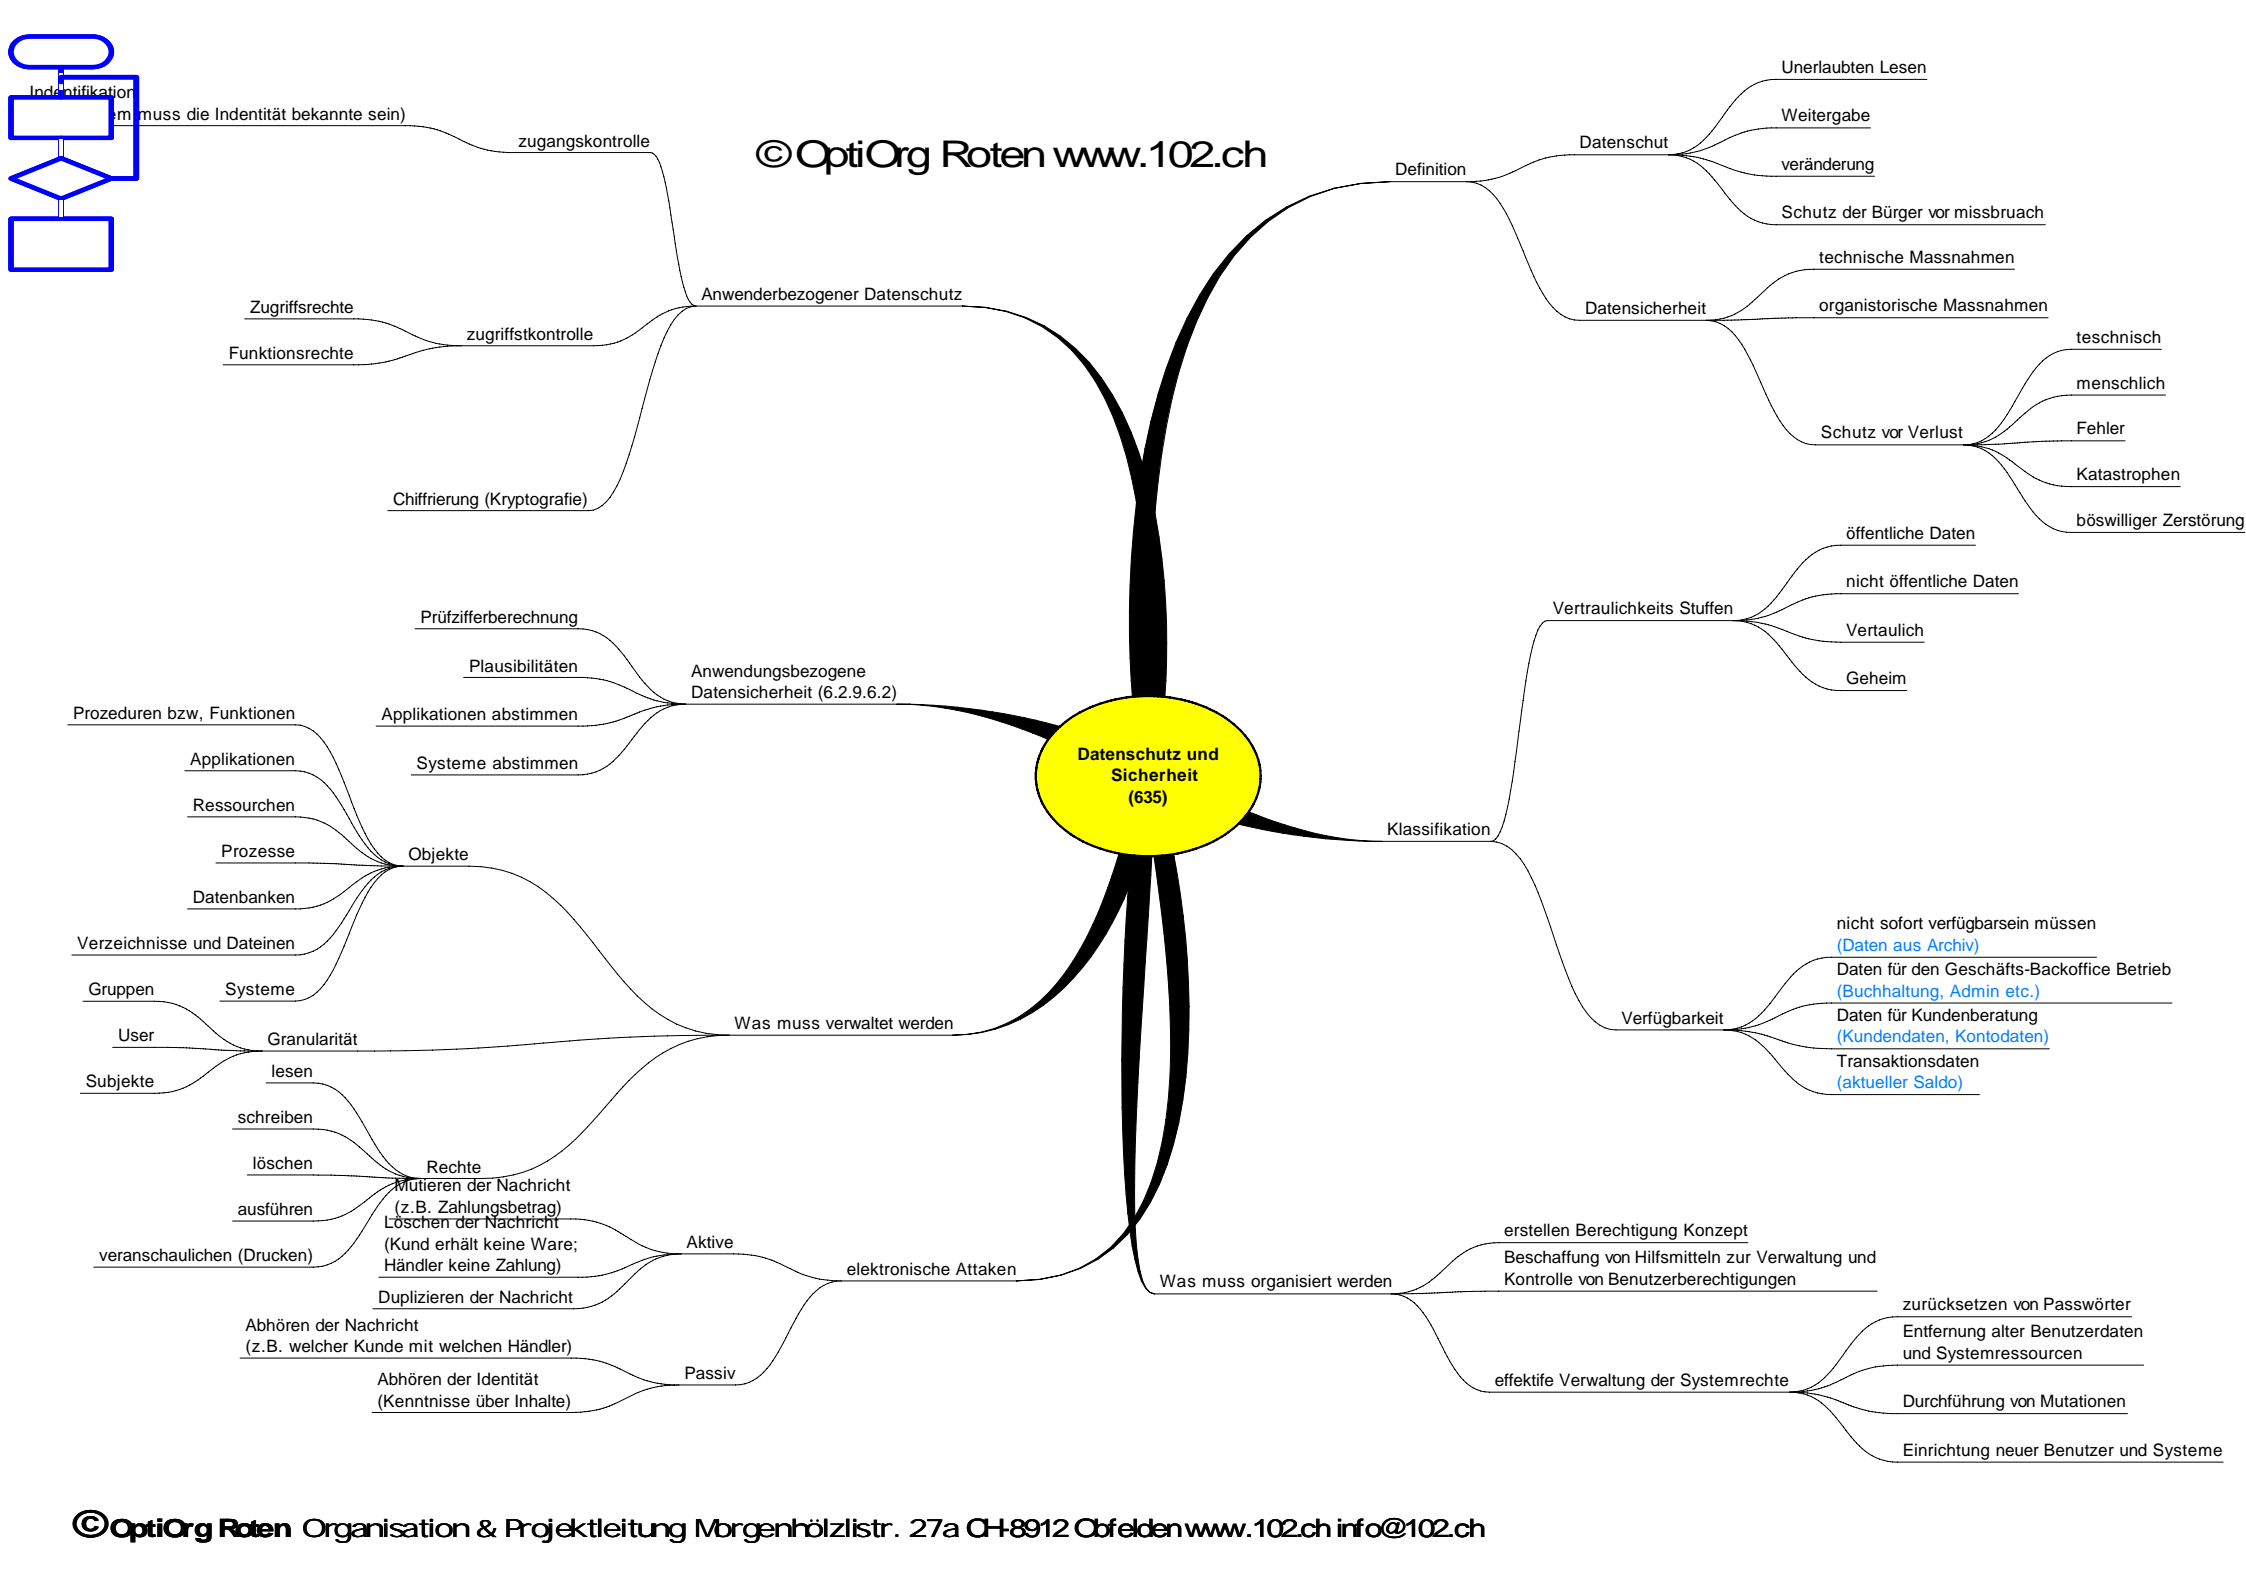 © OptiOrg Roten www.102.ch
Datenschutz und
Sicherheit
(635)
Definition
Datenschut
Unerlaubten Lesen
Weitergabe
veränderung
Schutz der Bürger vor missbruach
Datensicherheit
technische Massnahmen
organistorische Massnahmen
Schutz vor Verlust
teschnisch
menschlich
Fehler
Katastrophen
böswilliger Zerstörung
Klassifikation
Vertraulichkeits Stuffen
öffentliche Daten
nicht öffentliche Daten
Vertaulich
Geheim
Verfügbarkeit
nicht sofort verfügbarsein müssen
(Daten aus Archiv)
Daten für den Geschäfts-Backoffice Betrieb
(Buchhaltung, Admin etc.)
Daten für Kundenberatung
(Kundendaten, Kontodaten)
Transaktionsdaten
(aktueller Saldo)
Was muss organisiert werden
erstellen Berechtigung Konzept
Beschaffung von Hilfsmitteln zur Verwaltung und
Kontrolle von Benutzerberechtigungen
effektife Verwaltung der Systemrechte
zurücksetzen von Passwörter
Entfernung alter Benutzerdaten
und Systemressourcen
Durchführung von Mutationen
Einrichtung neuer Benutzer und Systeme
elektronische Attaken
Aktive
Mutieren der Nachricht
(z.B. Zahlungsbetrag)
Löschen der Nachricht
(Kund erhält keine Ware;
Händler keine Zahlung)
Duplizieren der Nachricht
Passiv
Abhören der Nachricht
(z.B. welcher Kunde mit welchen Händler)
Abhören der Identität
(Kenntnisse über Inhalte)
Was muss verwaltet werden
Objekte
Prozeduren bzw, Funktionen
Applikationen
Ressourchen
Prozesse
Datenbanken
Verzeichnisse und Dateinen
Systeme
Granularität
Gruppen
User
Subjekte
Rechte
lesen
schreiben
löschen
ausführen
veranschaulichen (Drucken)
Anwendungsbezogene
Datensicherheit (6.2.9.6.2)
Prüfzifferberechnung
Plausibilitäten
Applikationen abstimmen
Systeme abstimmen
Anwenderbezogener Datenschutz
zugangskontrolle
Indentifikation
muss die Indentität bekannte sein)
zugriffstkontrolle
Zugriffsrechte
Funktionsrechte
Chiffrierung (Kryptografie)
© OptiOrg Roten Organisation & Projektleitung Morgenhölzlistr. 27a CH-8912 Obfelden www.102.ch info@102.ch